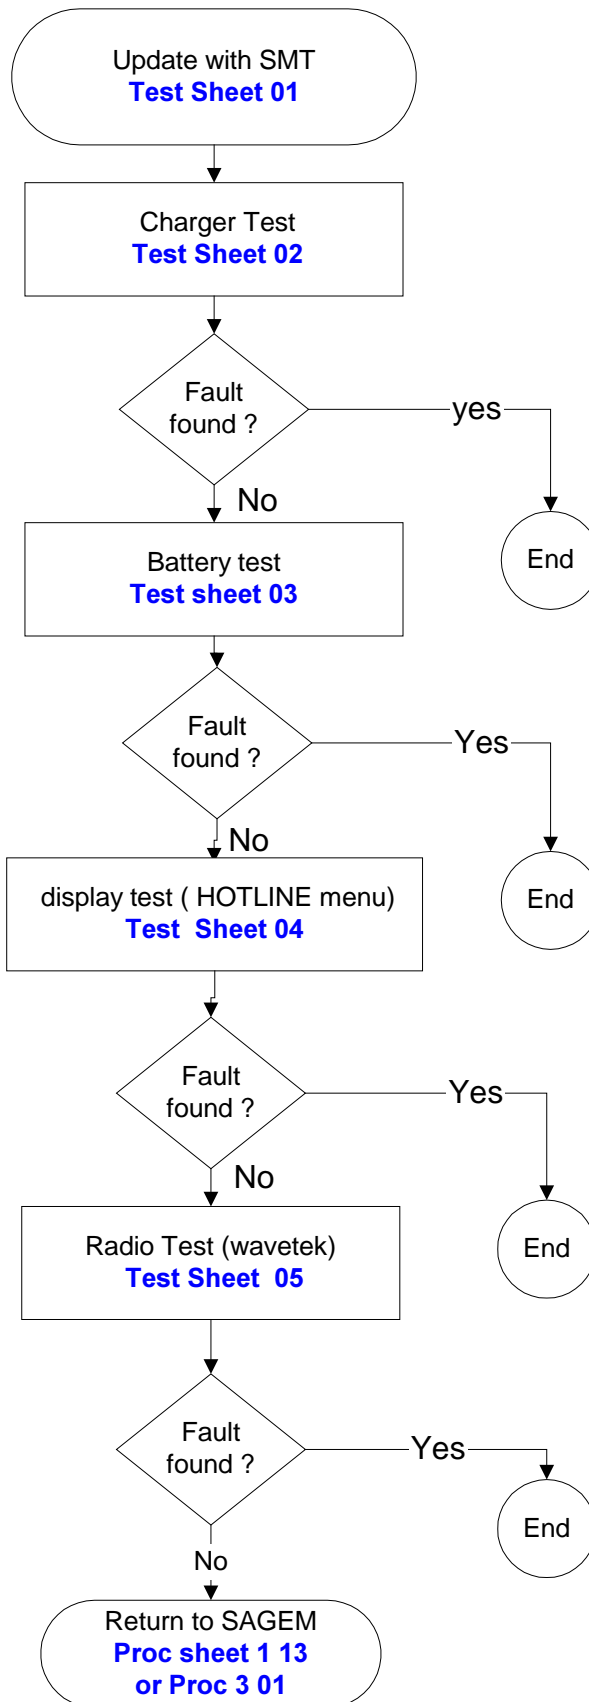 Update with SMT
Test Sheet 01
Charger Test
Test Sheet 02
Fault
found ?
yes
No
End
Battery test
Test sheet 03
Fault
found ?
Yes
No
End
display test ( HOTLINE menu)
Test  Sheet 04
Fault
found ?
Yes
No
End
Radio Test (wavetek)
Test Sheet  05
Fault
found ?
Yes
End
No
Return to SAGEM
Proc sheet 1 13
or Proc 3 01